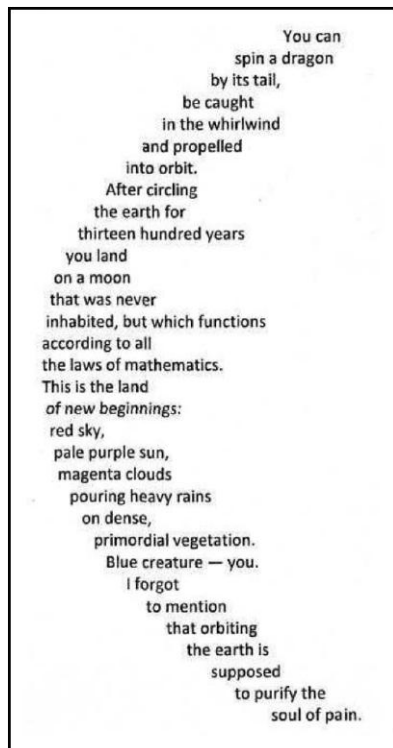 You can
spin a dragon
by its tail,
be caught
in the whirlwind
and propelled
into orbit.
After circling
the earth for
thirteen hundred years
you land
on a moon
that was never
inhabited, but which functions
according to all
the laws of mathematics.
This is the land
of new beginnings:
red sky,
pale purple sun,
magenta clouds
pouring heavy rains
on dense,
primordial vegetation.
Blue creature — you.
I forgot
to mention
that orbiting
the earth is
supposed
to purify the
soul of pain.